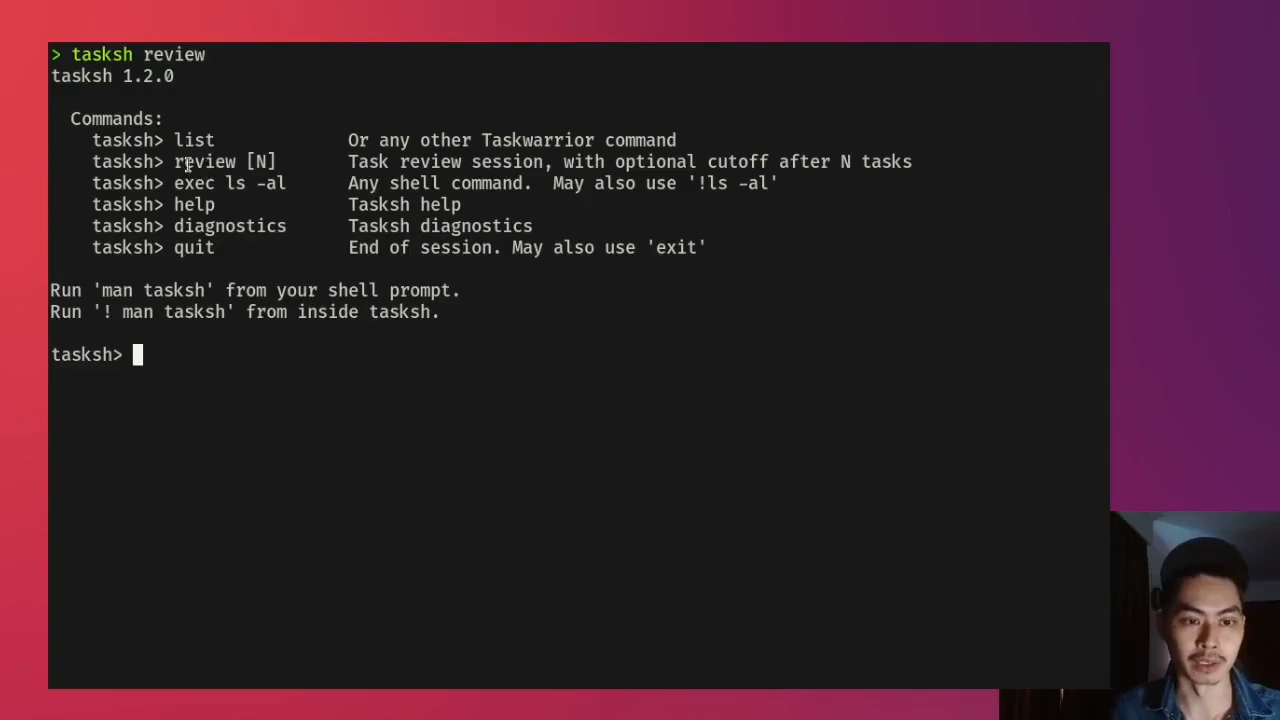 > tasksh review
tasksh 1.2.0
Commands:
tasksh> list Or any other Taskwarrior command
tasksh> review [N] Task review session, with optional cutoff after N tasks
tasksh> exec ls -al Any shell command. May also use '!ls -al'
tasksh> help Tasksh help
tasksh> diagnostics Tasksh diagnostics
tasksh> quit End of session. May also use 'exit'
Run 'man tasksh' from your shell prompt.
Run '! man tasksh' from inside tasksh.
tasksh>